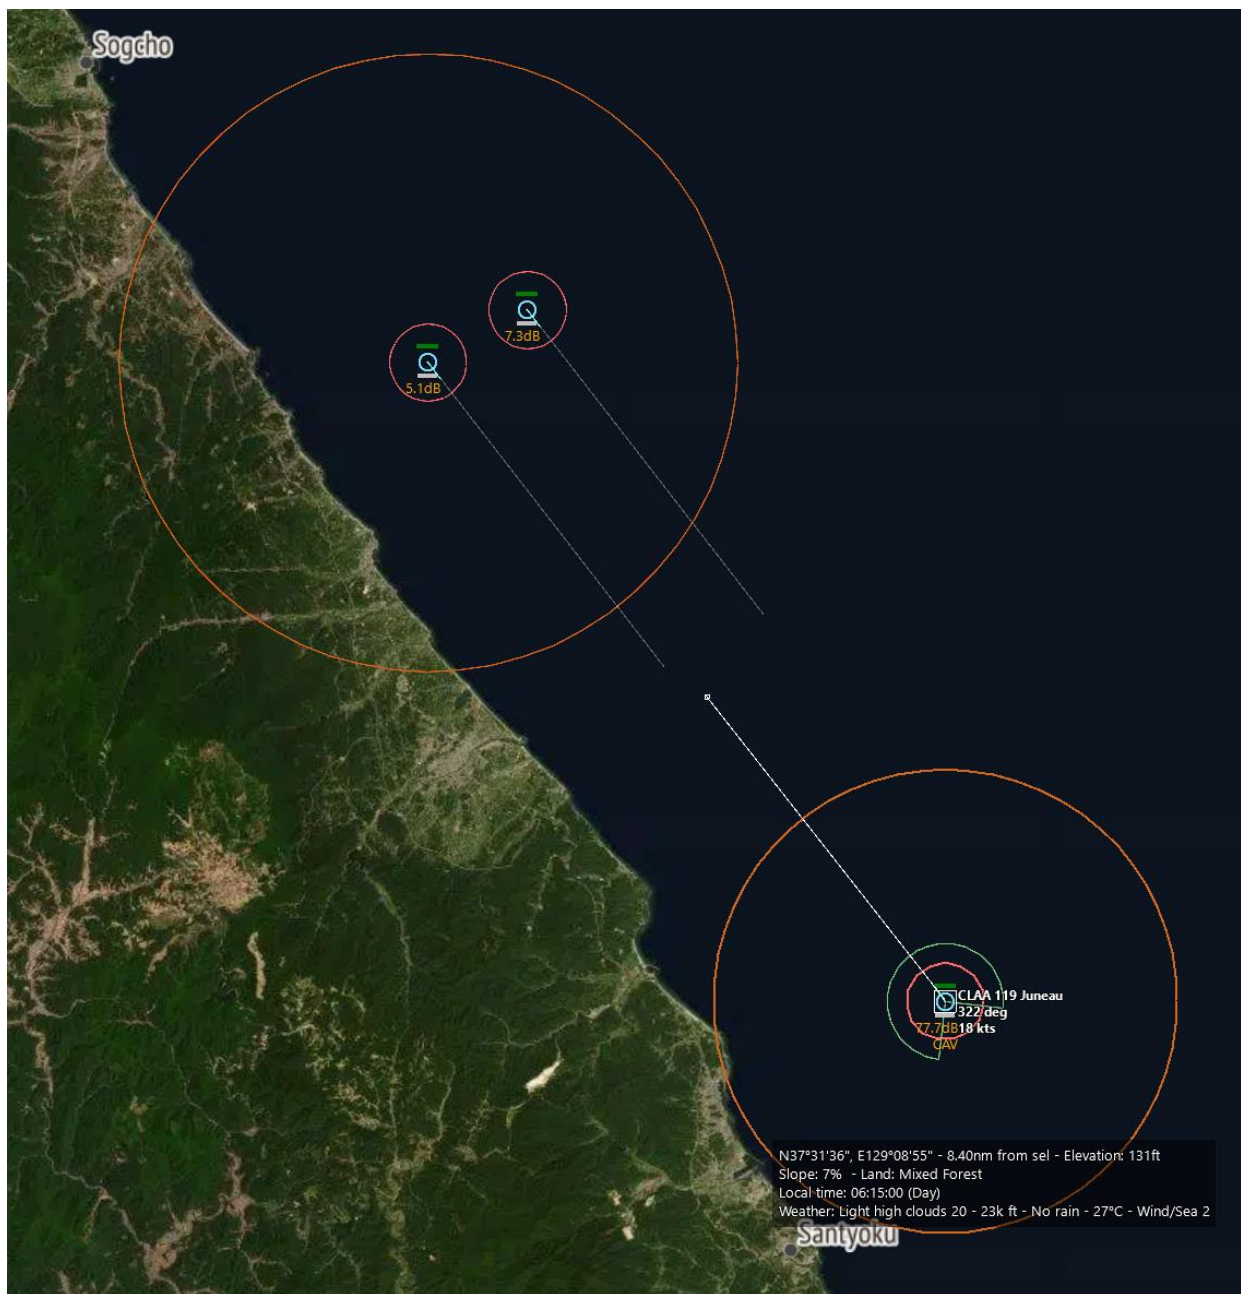 Sogcho
7.3dB
5.1dB
CLAA 119 Juneau
322 deg
77.7dB 18 kts
CAV
N37°31'36", E129°08'55" - 8.40nm from sel - Elevation: 131ft
Slope: 7% - Land: Mixed Forest
Local time: 06:15:00 (Day)
Weather: Light high clouds 20 - 23k ft - No rain - 27°C - Wind/Sea 2
Santyoku